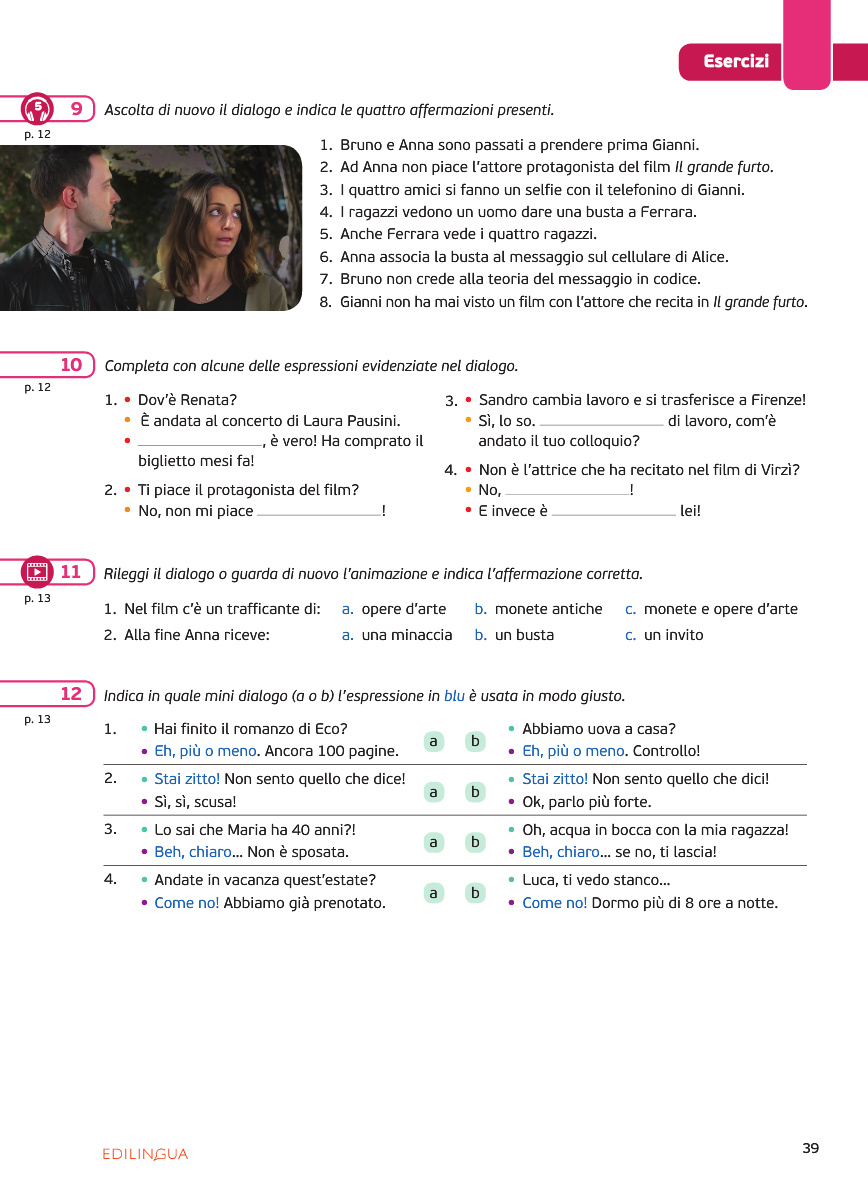 Esercizi
5
9
Ascolta di nuovo il dialogo e indica le quattro affermazioni presenti.
p. 12
1. Bruno e Anna sono passati a prendere prima Gianni.
2. Ad Anna non piace l'attore protagonista del film Il grande furto.
3. I quattro amici si fanno un selfie con il telefonino di Gianni.
4. I ragazzi vedono un uomo dare una busta a Ferrara.
5. Anche Ferrara vede i quattro ragazzi.
6. Anna associa la busta al messaggio sul cellulare di Alice.
7. Bruno non crede alla teoria del messaggio in codice.
8. Gianni non ha mai visto un film con l'attore che recita in Il grande furto.
10
Completa con alcune delle espressioni evidenziate nel dialogo.
p. 12
1. • Dov'è Renata?
• È andata al concerto di Laura Pausini.
• ____________, è vero! Ha comprato il
biglietto mesi fa!
2. • Ti piace il protagonista del film?
• No, non mi piace ____________!
3. • Sandro cambia lavoro e si trasferisce a Firenze!
• Sì, lo so. ____________ di lavoro, com'è
andato il tuo colloquio?
4. • Non è l'attrice che ha recitato nel film di Virzì?
• No, ____________!
• E invece è ____________ lei!
11
Rileggi il dialogo o guarda di nuovo l'animazione e indica l'affermazione corretta.
p. 13
1. Nel film c'è un trafficante di: a. opere d'arte b. monete antiche c. monete e opere d'arte
2. Alla fine Anna riceve: a. una minaccia b. un busta c. un invito
12
Indica in quale mini dialogo (a o b) l'espressione in blu è usata in modo giusto.
p. 13
1. • Hai finito il romanzo di Eco?
• Eh, più o meno. Ancora 100 pagine.
a b
• Abbiamo uova a casa?
• Eh, più o meno. Controllo!
2. • Stai zitto! Non sento quello che dice!
• Sì, sì, scusa!
a b
• Stai zitto! Non sento quello che dici!
• Ok, parlo più forte.
3. • Lo sai che Maria ha 40 anni?!
• Beh, chiaro... Non è sposata.
a b
• Oh, acqua in bocca con la mia ragazza!
• Beh, chiaro... se no, ti lascia!
4. • Andate in vacanza quest'estate?
• Come no! Abbiamo già prenotato.
a b
• Luca, ti vedo stanco...
• Come no! Dormo più di 8 ore a notte.
EDILINGUA
39